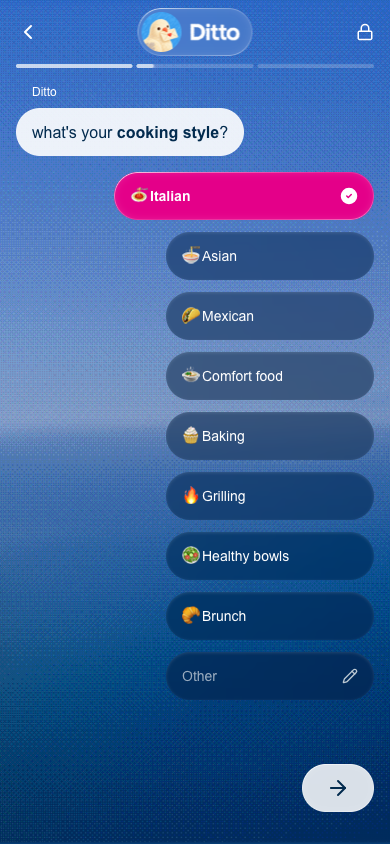 Ditto
Ditto
what's your cooking style?
Italian
Asian
Mexican
Comfort food
Baking
Grilling
Healthy bowls
Brunch
Other